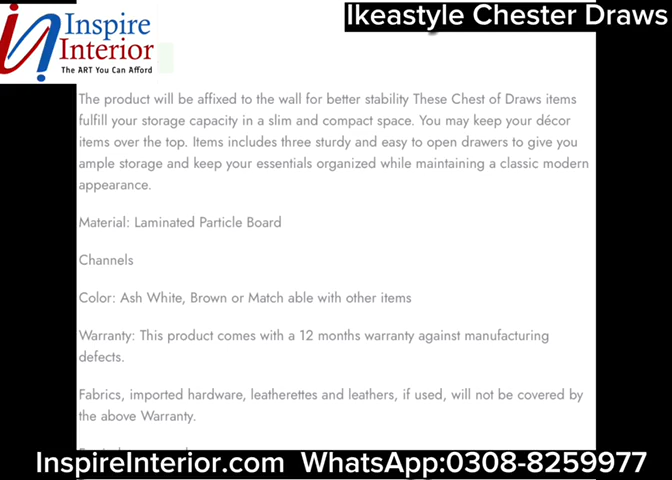 Ikeastyle Chester Draws
Inspire
Interior
The ART You Can Afford
The product will be affixed to the wall for better stability These Chest of Draws items
fulfill your storage capacity in a slim and compact space. You may keep your décor
items over the top. Items includes three sturdy and easy to open drawers to give you
ample storage and keep your essentials organized while maintaining a classic modern
appearance.
Material: Laminated Particle Board
Channels
Color: Ash White, Brown or Match able with other items
Warranty: This product comes with a 12 months warranty against manufacturing
defects.
Fabrics, imported hardware, leatherettes and leathers, if used, will not be covered by
the above Warranty.
InspireInterior.com WhatsApp:0308-8259977